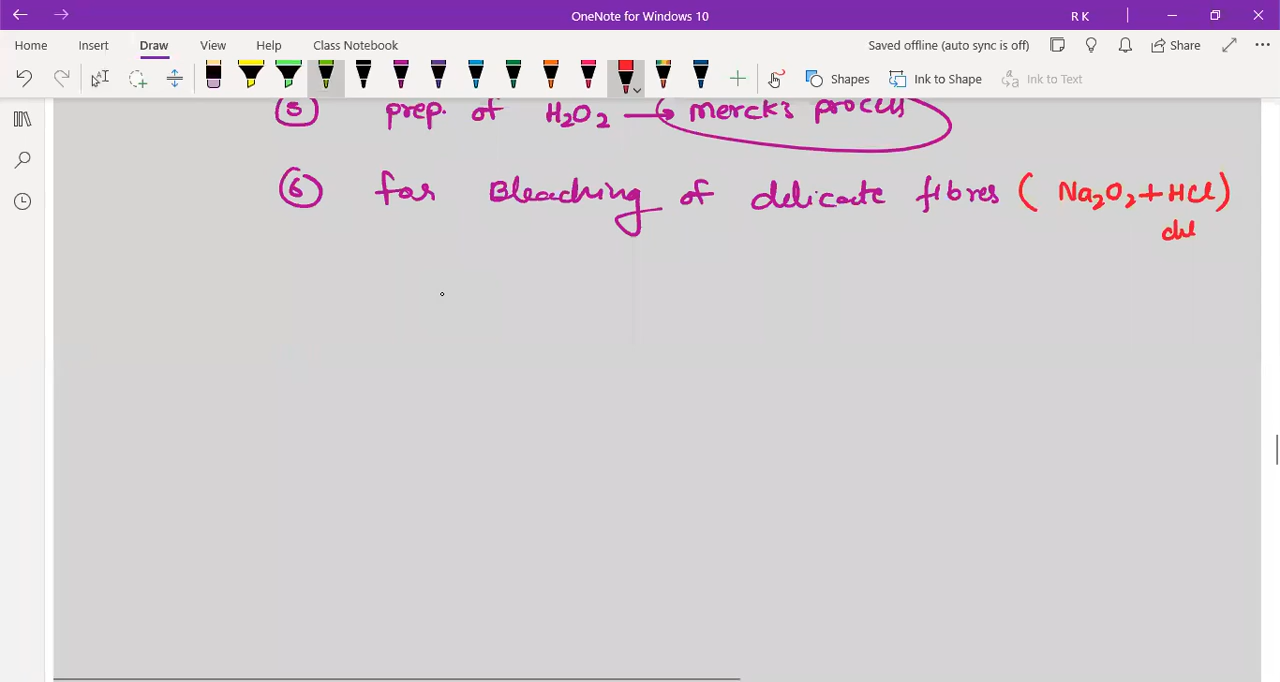 OneNote for Windows 10
R K
Home Insert Draw View Help Class Notebook
Saved offline (auto sync is off) Share
Shapes Ink to Shape Ink to Text
(5) prep. of H2O2 → Merck's process
(6) for Bleaching of delicate fibres (Na2O2+HCl)
dil